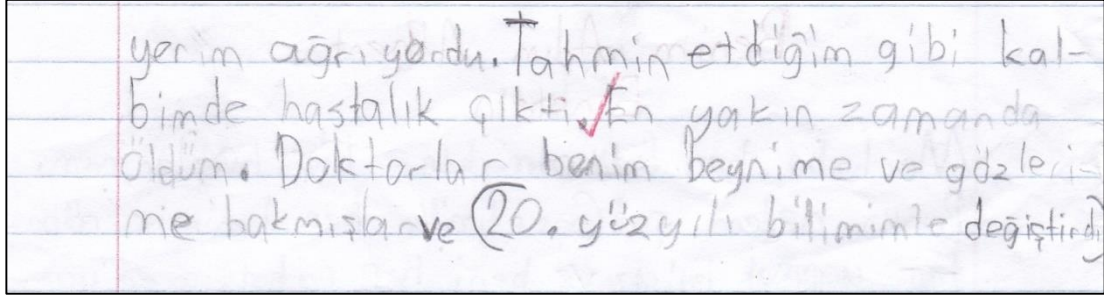 yerim ağrıyordu. Tahmin etdiğim gibi kal-
bimde hastalık çıktı. En yakın zamanda
öldüm. Doktorlar benim beynime ve gözleri-
me bakmışlar ve 20. yüzyılı bilimimle değiştirdi